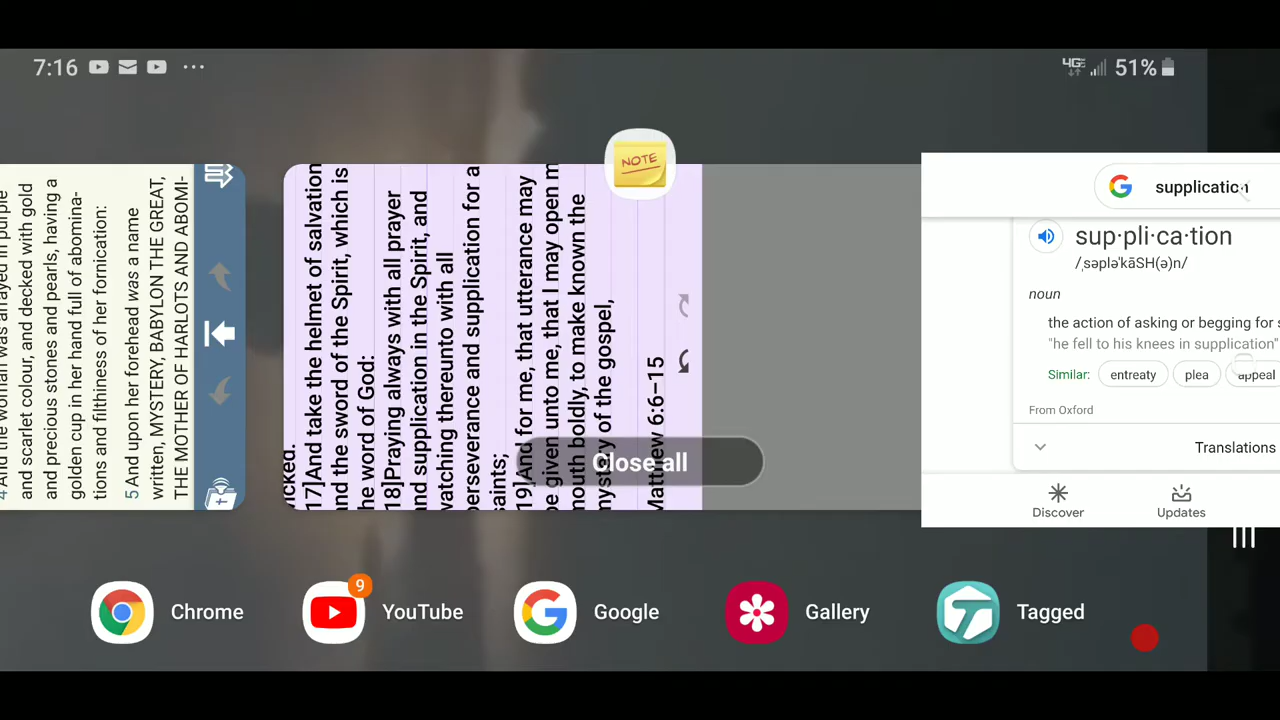 7:16
4G
51%
4 And the woman was arrayed in purple
and scarlet colour, and decked with gold
and precious stones and pearls, having a
golden cup in her hand full of abomina-
tions and filthiness of her fornication:
5 And upon her forehead was a name
written, MYSTERY, BABYLON THE GREAT,
THE MOTHER OF HARLOTS AND ABOMI-
NOTE
icked.
17]And take the helmet of salvation
and the sword of the Spirit, which is
he word of God:
18]Praying always with all prayer
and supplication in the Spirit, and
watching thereunto with all
perseverance and supplication for a
saints;
19]And for me, that utterance may
be given unto me, that I may open m
mouth boldly, to make known the
mystery of the gospel,
Matthew 6:6-15
Close all
supplication
sup·pli·ca·tion
/ˌsəpləˈkāSH(ə)n/
noun
the action of asking or begging for s
"he fell to his knees in supplication"
Similar:
entreaty
plea
appeal
From Oxford
Translations
Discover
Updates
Chrome
9
YouTube
Google
Gallery
Tagged